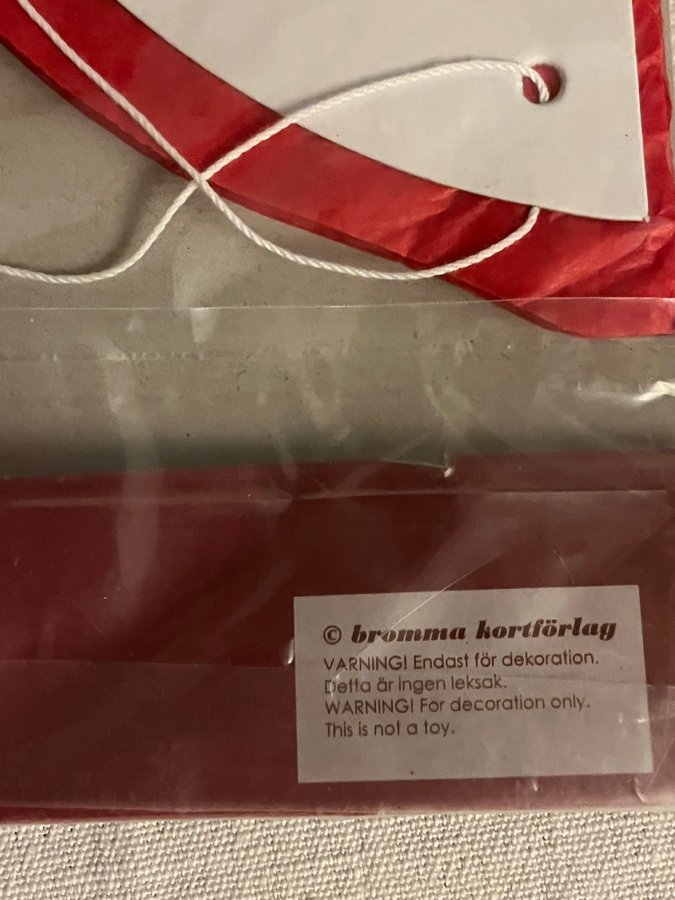 © bromma kortförlag
VARNING! Endast för dekoration.
Detta är ingen leksak.
WARNING! For decoration only.
This is not a toy.